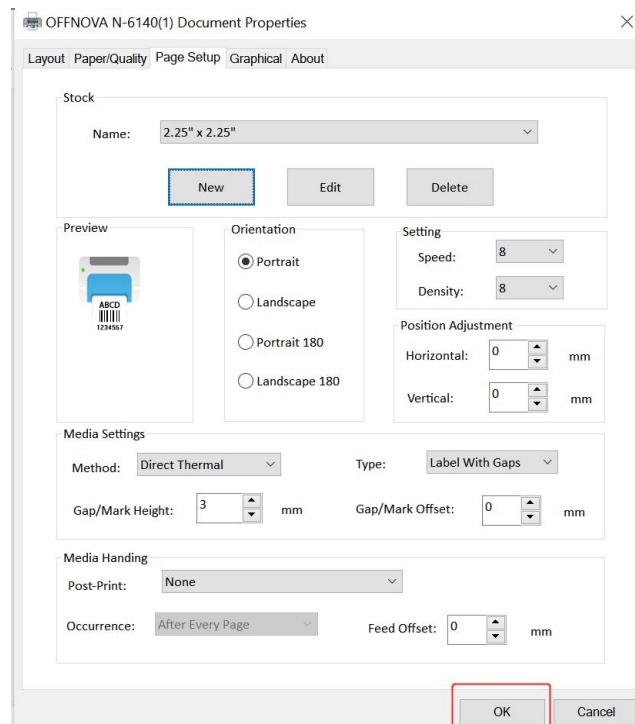 OFFNOVA N-6140(1) Document Properties
Layout Paper/Quality Page Setup Graphical About
Stock
Name: 2.25" x 2.25"
New Edit Delete
Preview
ABCD
1234567
Orientation
Portrait
Landscape
Portrait 180
Landscape 180
Setting
Speed: 8
Density: 8
Position Adjustment
Horizontal: 0 mm
Vertical: 0 mm
Media Settings
Method: Direct Thermal Type: Label With Gaps
Gap/Mark Height: 3 mm Gap/Mark Offset: 0 mm
Media Handing
Post-Print: None
Occurrence: After Every Page Feed Offset: 0 mm
OK Cancel